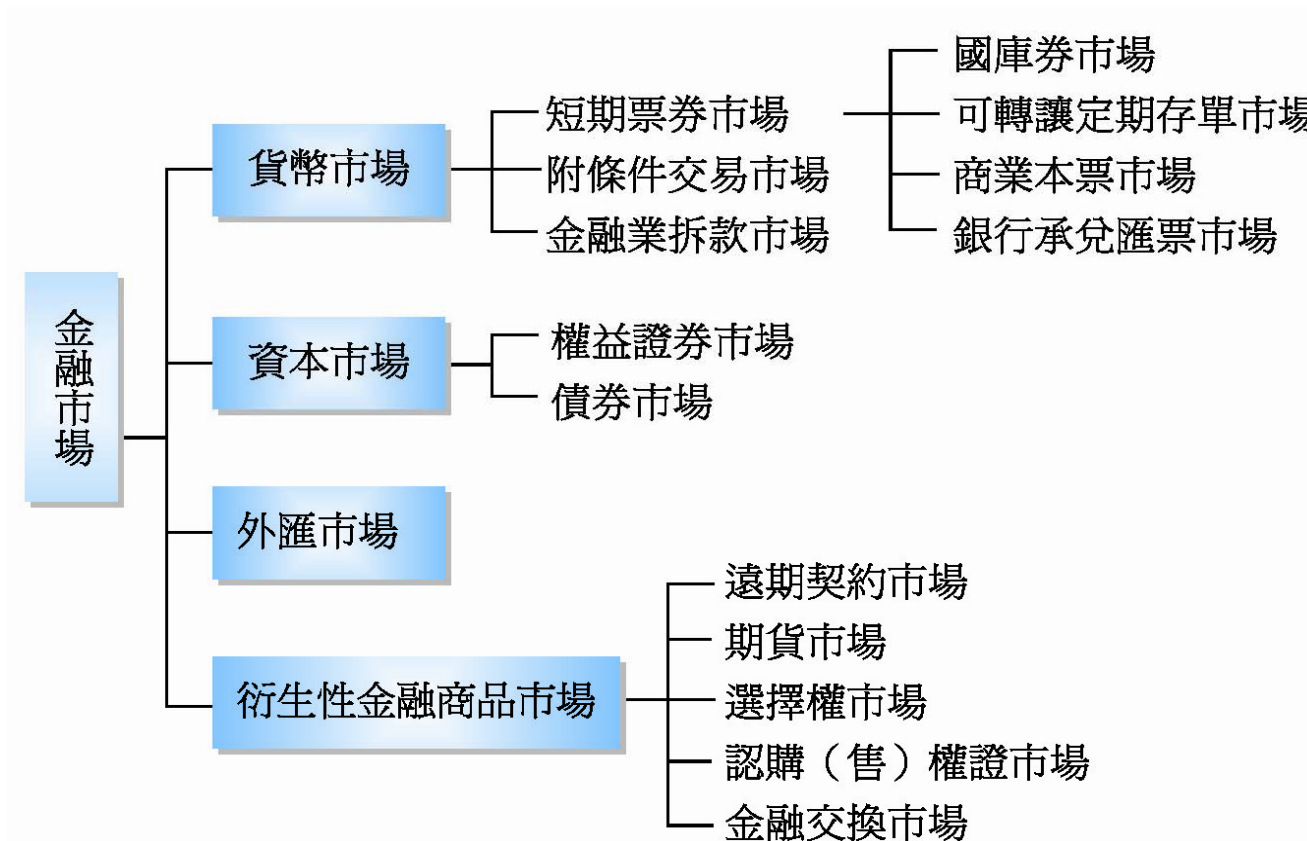 金融市場
貨幣市場
短期票券市場
附條件交易市場
金融業拆款市場
國庫券市場
可轉讓定期存單市場
商業本票市場
銀行承兌匯票市場
資本市場
權益證券市場
債券市場
外匯市場
衍生性金融商品市場
遠期契約市場
期貨市場
選擇權市場
認購（售）權證市場
金融交換市場